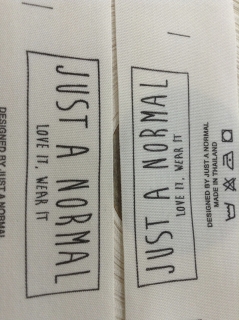 JUST A NORMAL
LOVE IT, WEAR IT
DESIGNED BY JUST A NORMAL
JUST A NORMAL
LOVE IT, WEAR IT
DESIGNED BY JUST A NORMAL
MADE IN THAILAND